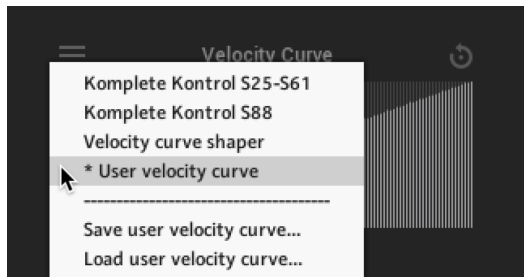 Velocity Curve
Komplete Kontrol S25-S61
Komplete Kontrol S88
Velocity curve shaper
* User velocity curve
--------------------------------------
Save user velocity curve...
Load user velocity curve...